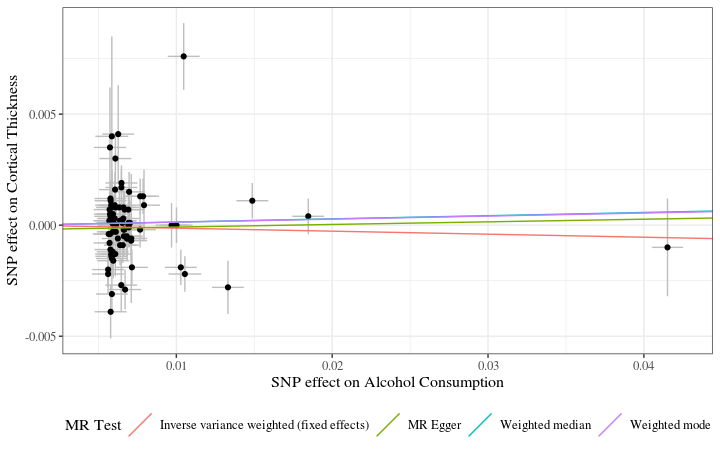 SNP effect on Cortical Thickness
0.005
0.000
-0.005
0.01 0.02 0.03 0.04
SNP effect on Alcohol Consumption
MR Test Inverse variance weighted (fixed effects) MR Egger Weighted median Weighted mode